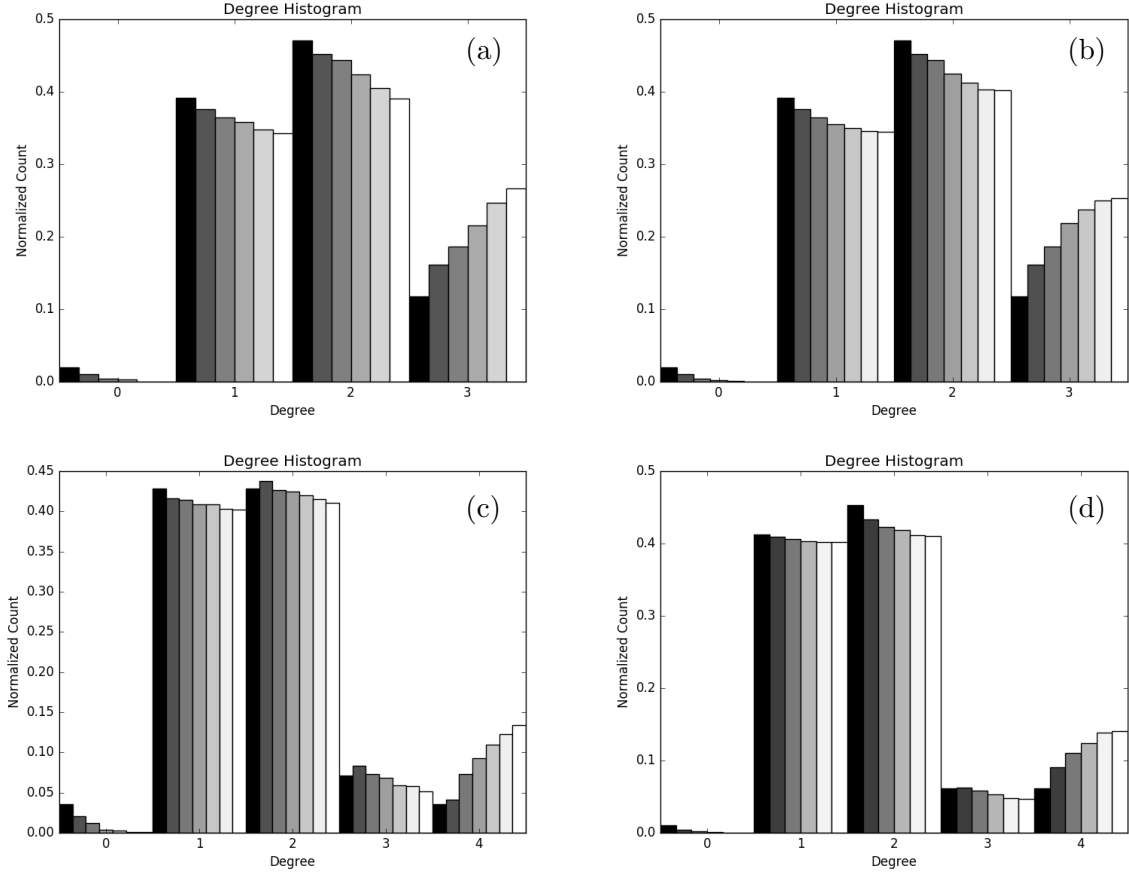 Degree Histogram
(a)
Normalized Count
0.5
0.4
0.3
0.2
0.1
0.0
0 1 2 3
Degree
Degree Histogram
(b)
Normalized Count
0.5
0.4
0.3
0.2
0.1
0.0
0 1 2 3
Degree
Degree Histogram
(c)
Normalized Count
0.45
0.40
0.35
0.30
0.25
0.20
0.15
0.10
0.05
0.00
0 1 2 3 4
Degree
Degree Histogram
(d)
Normalized Count
0.5
0.4
0.3
0.2
0.1
0.0
0 1 2 3 4
Degree